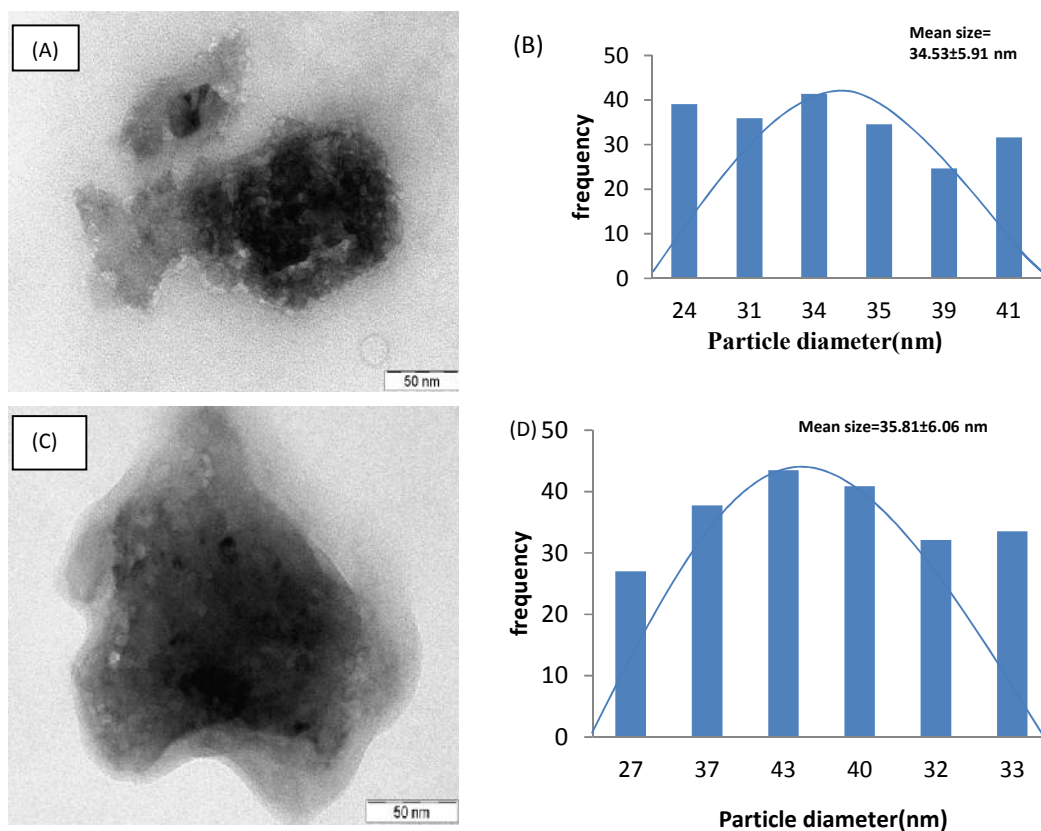 (A)
50 nm
(B)
Mean size=
34.53±5.91 nm
frequency
50
40
30
20
10
0
24 31 34 35 39 41
Particle diameter(nm)
(C)
50 nm
(D)
Mean size=35.81±6.06 nm
frequency
50
40
30
20
10
0
27 37 43 40 32 33
Particle diameter(nm)